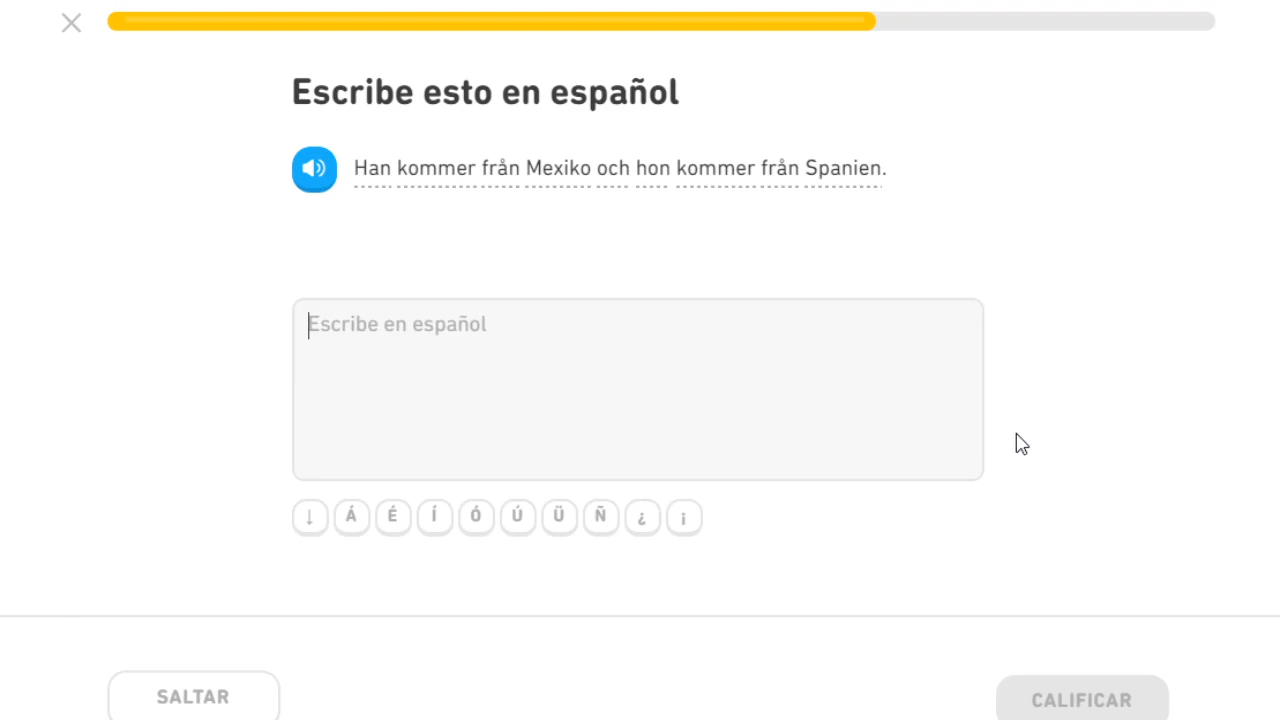 Escribe esto en español
Han kommer från Mexiko och hon kommer från Spanien.
Escribe en español
↓ Á É Í Ó Ú Ü Ñ ¿ ¡
SALTAR
CALIFICAR